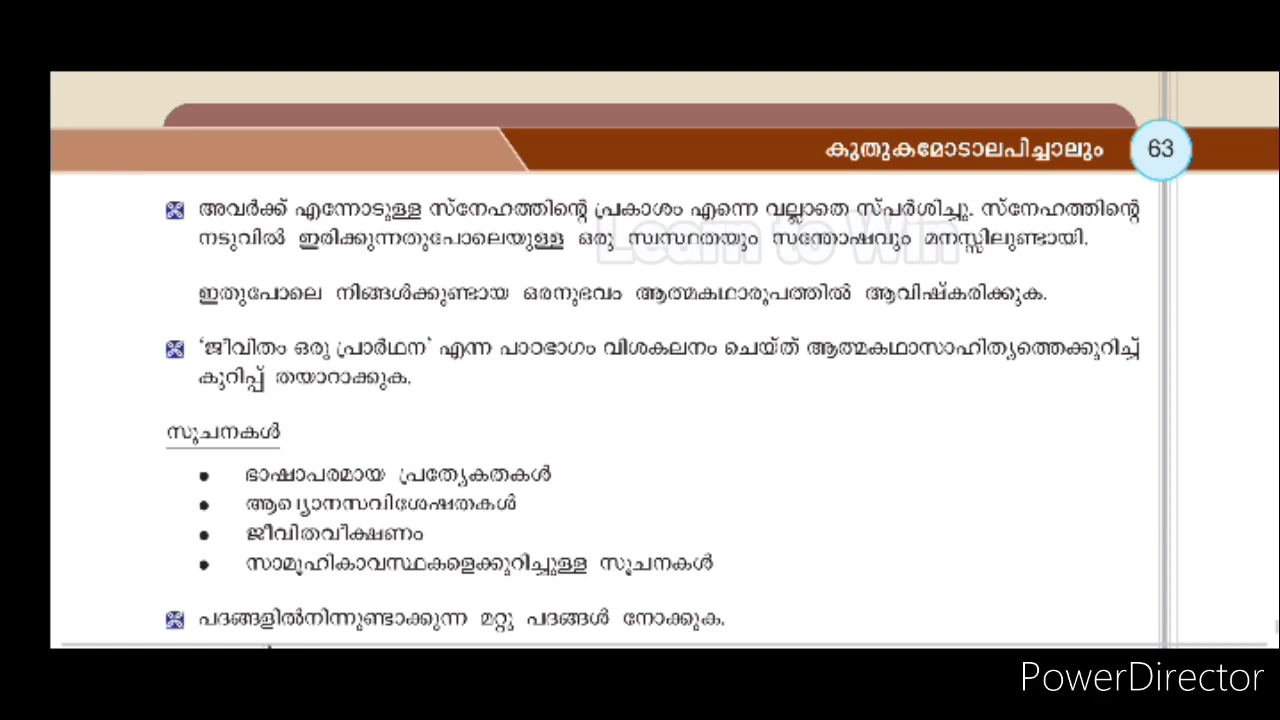 കുതുകമോടാലപിച്ചാലും 63
അവർക്ക് എന്നോടുള്ള സ്നേഹത്തിന്റെ പ്രകാശം എന്നെ വല്ലാതെ സ്പർശിച്ചു. സ്നേഹത്തിന്റെ
നടുവിൽ ഇരിക്കുന്നതുപോലെയുള്ള ഒരു സ്വസ്ഥതയും സന്തോഷവും മനസ്സിലുണ്ടായി.
Learn to Win
ഇതുപോലെ നിങ്ങൾക്കുണ്ടായ ഒരനുഭവം ആത്മകഥാരൂപത്തിൽ ആവിഷ്കരിക്കുക.
'ജീവിതം ഒരു പ്രാർഥന' എന്ന പാഠഭാഗം വിശകലനം ചെയ്ത് ആത്മകഥാസാഹിത്യത്തെക്കുറിച്ച്
കുറിപ്പ് തയാറാക്കുക.
സൂചനകൾ
• ഭാഷാപരമായ പ്രത്യേകതകൾ
• ആഖ്യാനസവിശേഷതകൾ
• ജീവിതവീക്ഷണം
• സാമൂഹികാവസ്ഥകളെക്കുറിച്ചുള്ള സൂചനകൾ
പദങ്ങളിൽനിന്നുണ്ടാക്കുന്ന മറ്റു പദങ്ങൾ നോക്കുക.
PowerDirector